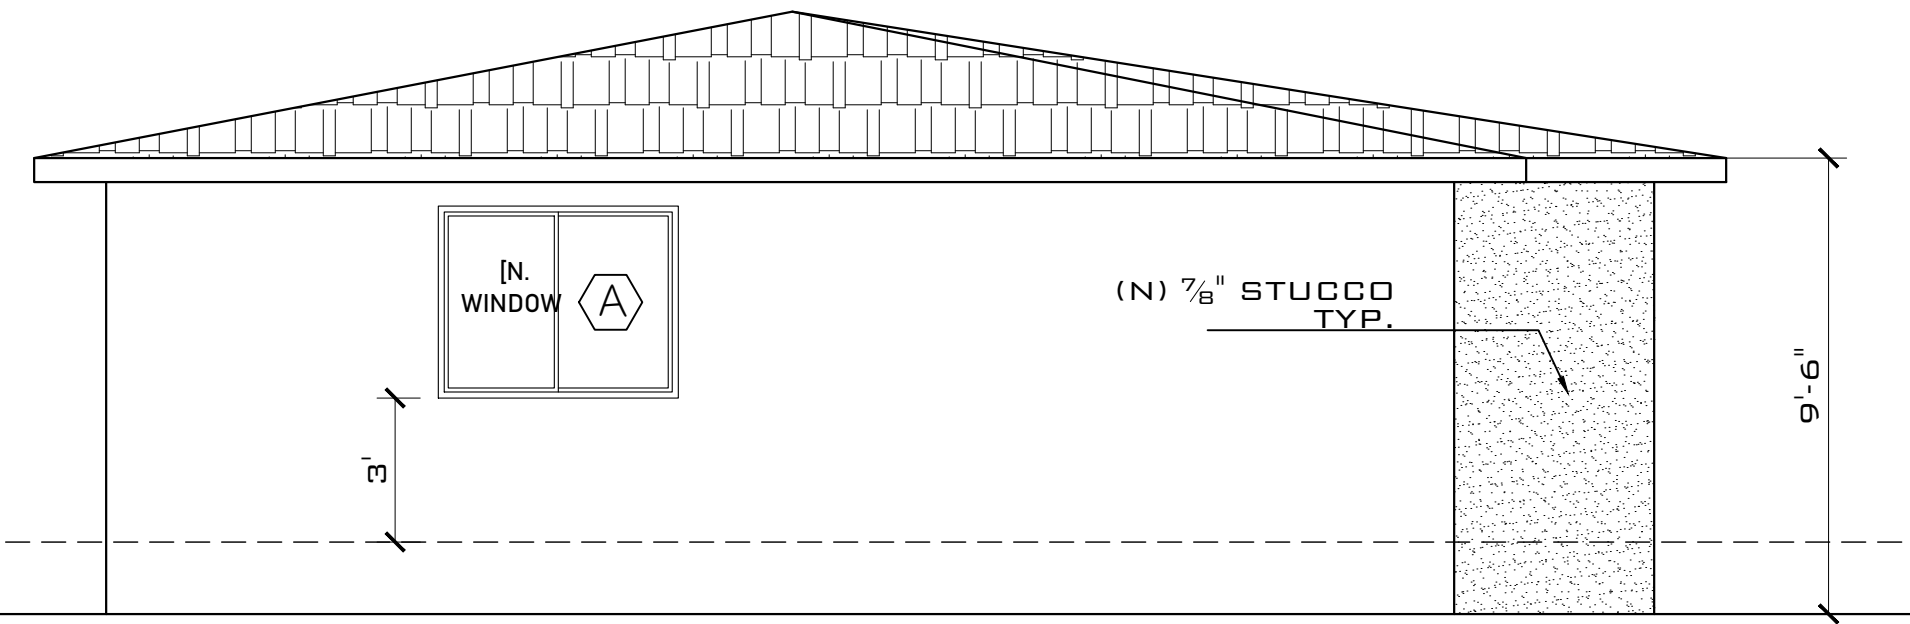 [N.
WINDOW
A
(N) ⅞" STUCCO
TYP.
3'
9'-6"